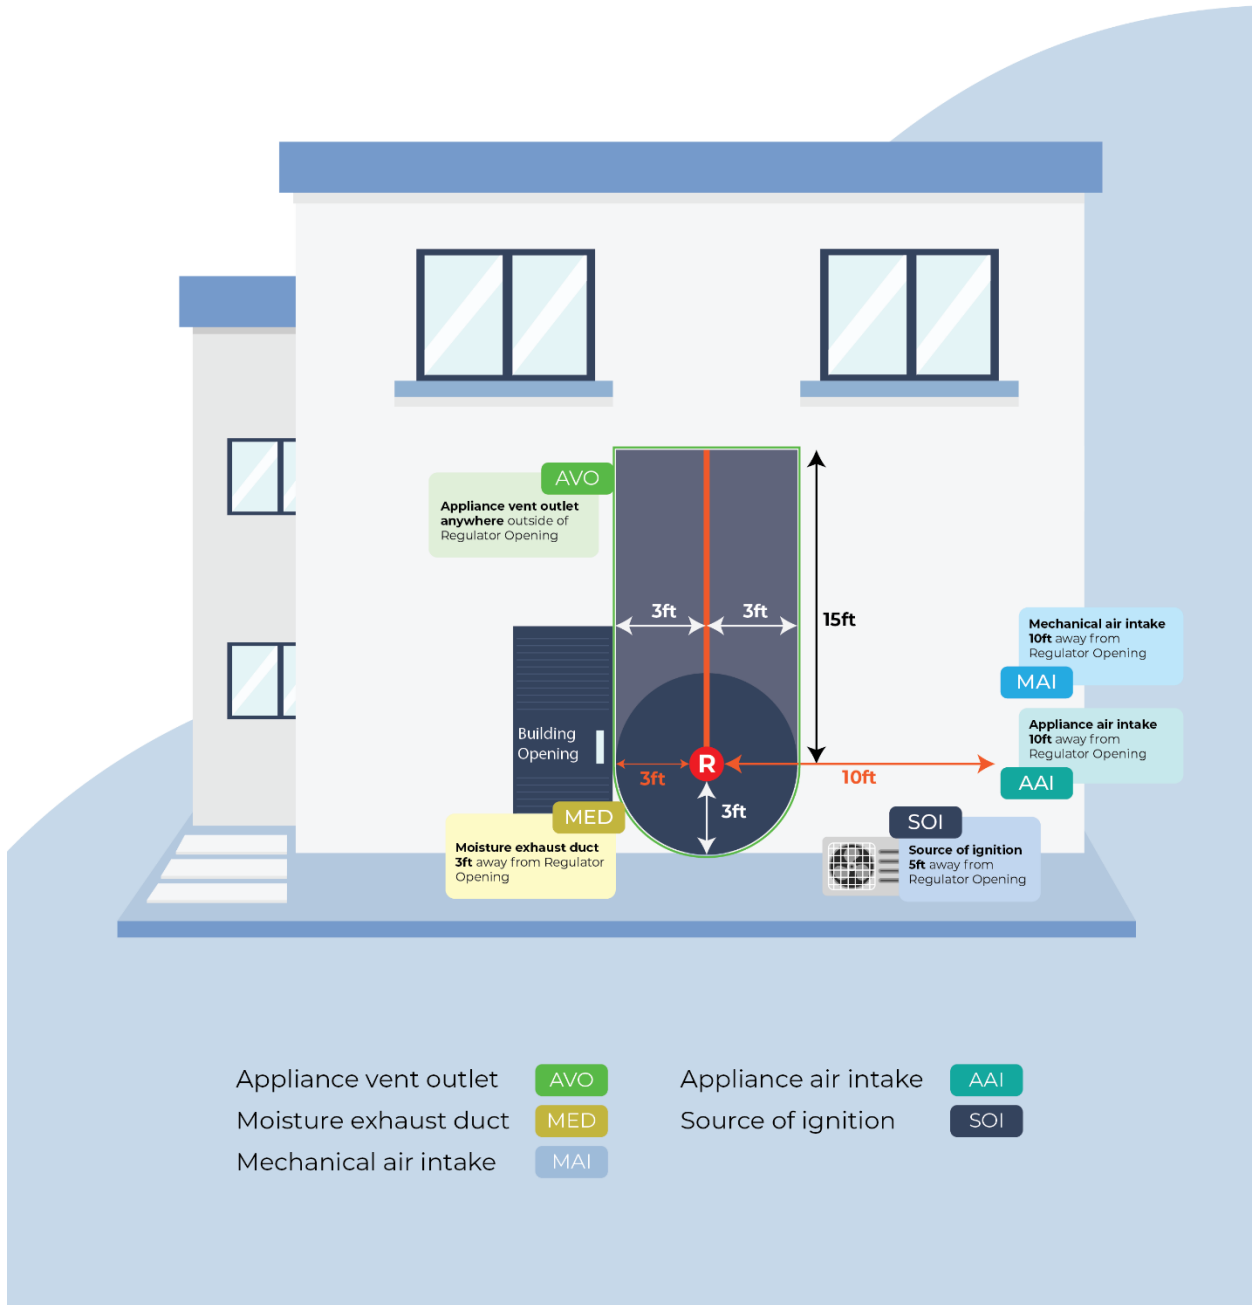 AVO
Appliance vent outlet
anywhere outside of
Regulator Opening
3ft
3ft
15ft
Mechanical air intake
10ft away from
Regulator Opening
MAI
Appliance air intake
10ft away from
Regulator Opening
AAI
Building
Opening
R
3ft
10ft
3ft
MED
Moisture exhaust duct
3ft away from Regulator
Opening
SOI
Source of ignition
5ft away from
Regulator Opening
Appliance vent outlet AVO
Moisture exhaust duct MED
Mechanical air intake MAI
Appliance air intake AAI
Source of ignition SOI